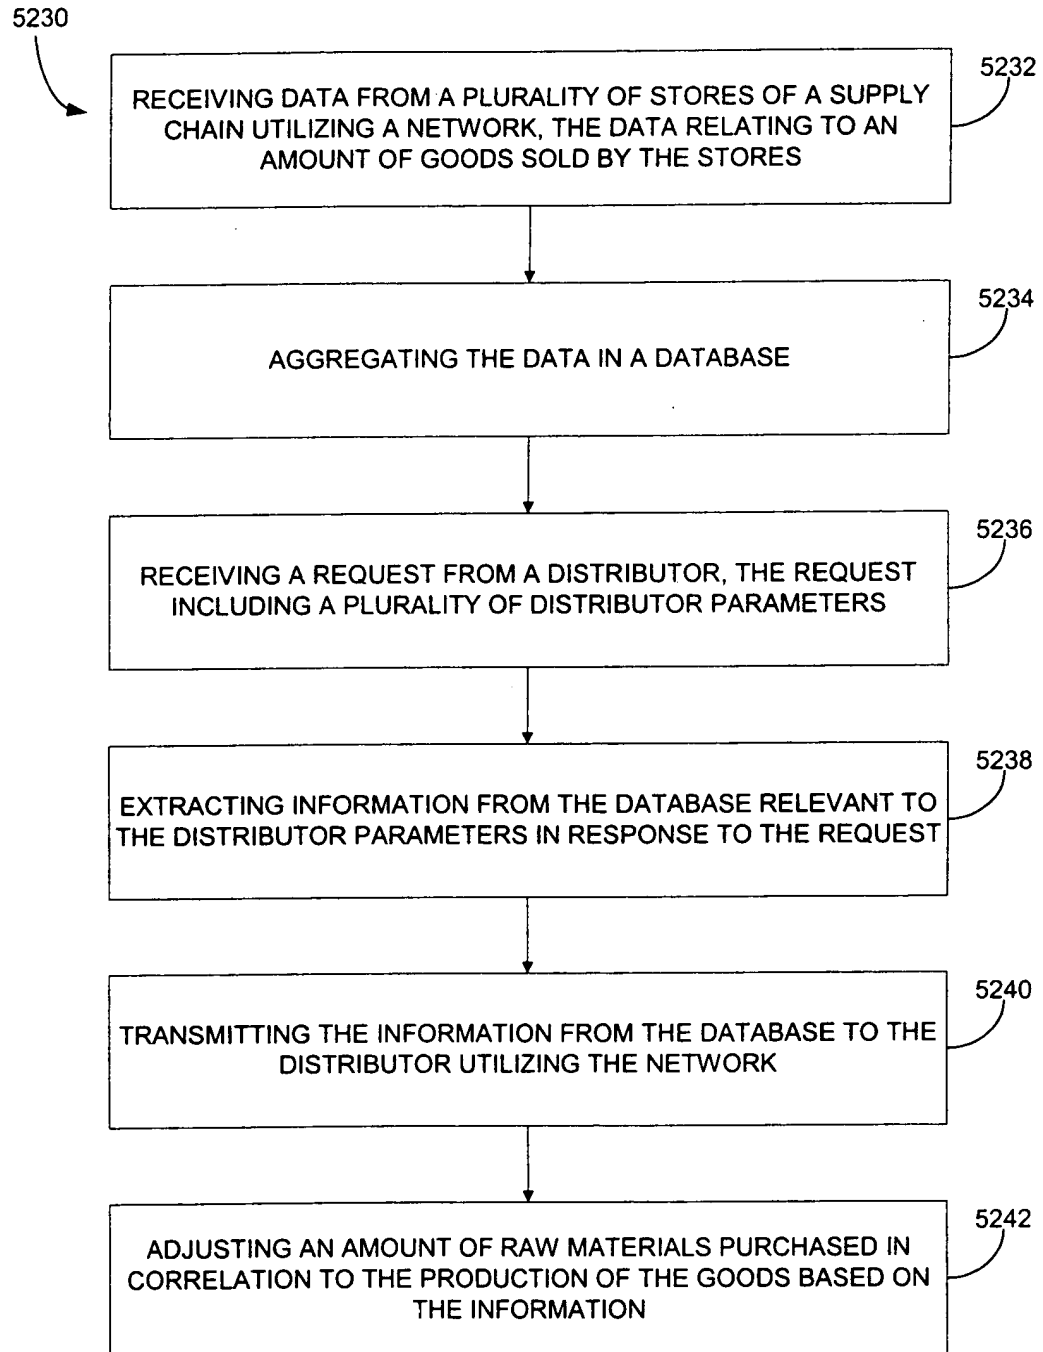 5230
5232
RECEIVING DATA FROM A PLURALITY OF STORES OF A SUPPLY
CHAIN UTILIZING A NETWORK, THE DATA RELATING TO AN
AMOUNT OF GOODS SOLD BY THE STORES
5234
AGGREGATING THE DATA IN A DATABASE
5236
RECEIVING A REQUEST FROM A DISTRIBUTOR, THE REQUEST
INCLUDING A PLURALITY OF DISTRIBUTOR PARAMETERS
5238
EXTRACTING INFORMATION FROM THE DATABASE RELEVANT TO
THE DISTRIBUTOR PARAMETERS IN RESPONSE TO THE REQUEST
5240
TRANSMITTING THE INFORMATION FROM THE DATABASE TO THE
DISTRIBUTOR UTILIZING THE NETWORK
5242
ADJUSTING AN AMOUNT OF RAW MATERIALS PURCHASED IN
CORRELATION TO THE PRODUCTION OF THE GOODS BASED ON
THE INFORMATION